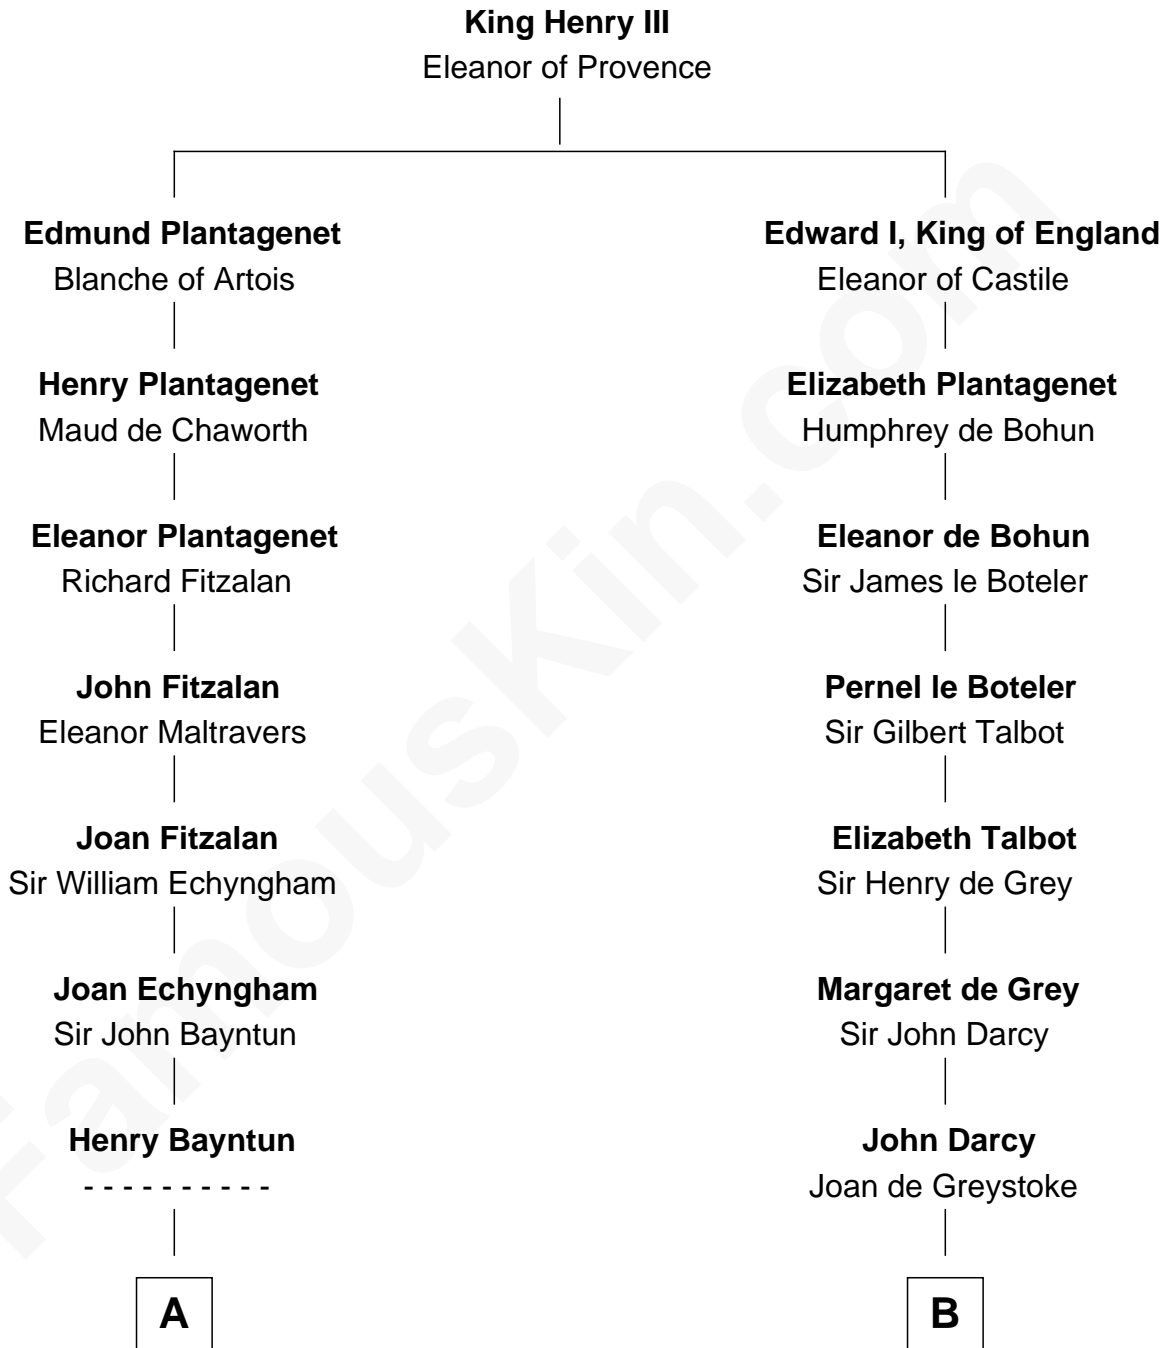 King Henry III
Eleanor of Provence
Edmund Plantagenet
Blanche of Artois
Henry Plantagenet
Maud de Chaworth
Eleanor Plantagenet
Richard Fitzalan
John Fitzalan
Eleanor Maltravers
Joan Fitzalan
Sir William Echyngham
Joan Echyngham
Sir John Bayntun
Henry Bayntun
- - - - - - - - - -
A
Edward I, King of England
Eleanor of Castile
Elizabeth Plantagenet
Humphrey de Bohun
Eleanor de Bohun
Sir James le Boteler
Pernel le Boteler
Sir Gilbert Talbot
Elizabeth Talbot
Sir Henry de Grey
Margaret de Grey
Sir John Darcy
John Darcy
Joan de Greystoke
B
FamousKin.com